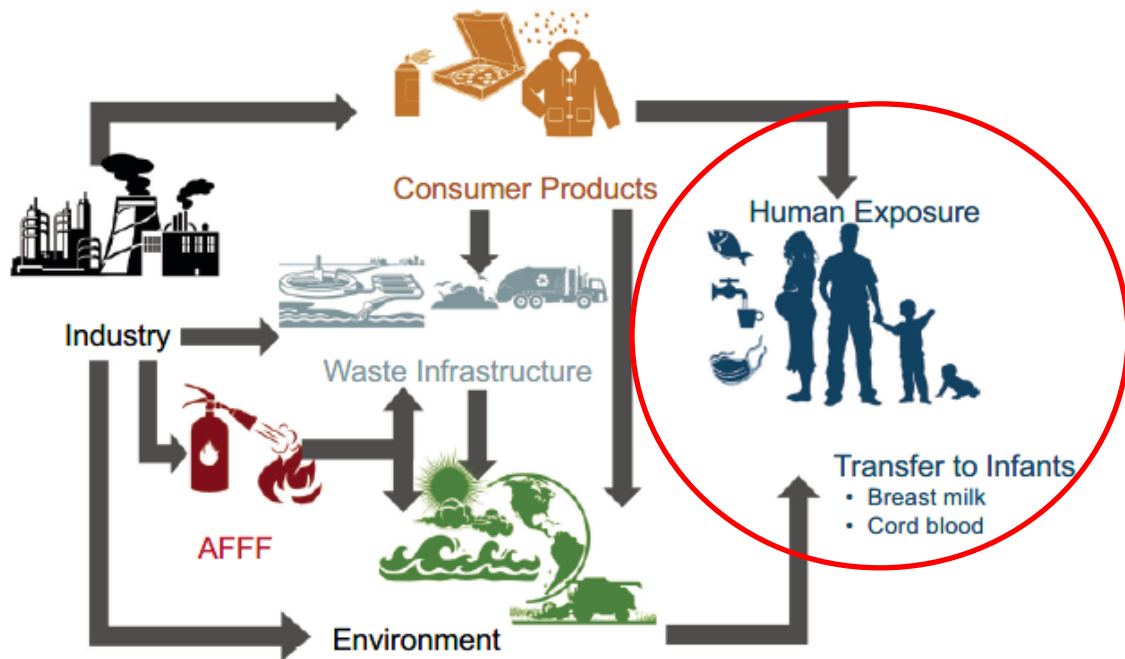 Consumer Products
Human Exposure
Industry
Waste Infrastructure
AFFF
Transfer to Infants
• Breast milk
• Cord blood
Environment